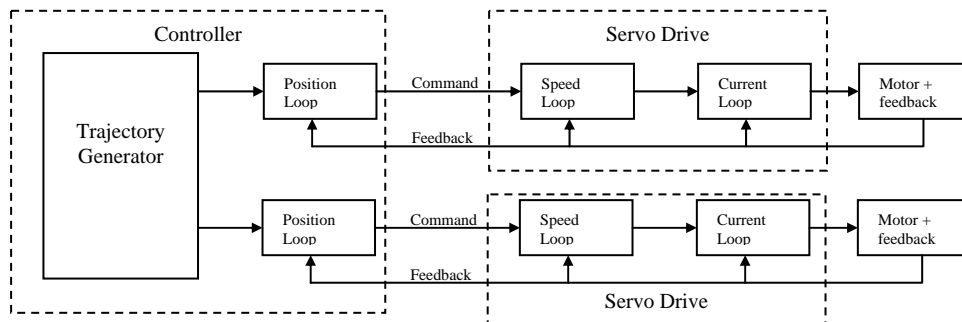 Controller
Servo Drive
Trajectory
Generator
Position
Loop
Command
Speed
Loop
Current
Loop
Motor +
feedback
Feedback
Position
Loop
Command
Speed
Loop
Current
Loop
Motor +
feedback
Feedback
Servo Drive